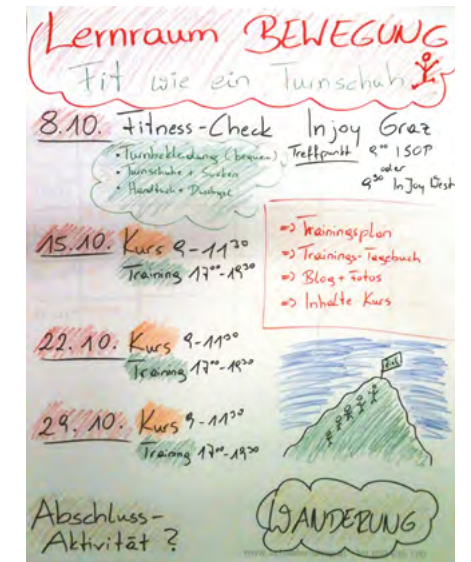 Lernraum BEWEGUNG
Fit wie ein Turnschuh
8.10. Fitness-Check Injoy Graz
• Turnbekleidung (bequem)
• Turnschuhe + Socken
• Handtuch +
Treffpunkt 9⁰⁰ ISOP
oder
9³⁰ InJoy West
15.10. Kurs 9-11³⁰
Training 17⁰⁰-19³⁰
=> Trainingsplan
=> Trainings-Tagebuch
=> Blog + Fotos
=> Inhalte Kurs
22.10. Kurs 9-11³⁰
Training 17⁰⁰-19³⁰
29.10. Kurs 9-11³⁰
Training 17⁰⁰-19³⁰
Ziel
Abschluss-
Aktivität ?
WANDERUNG